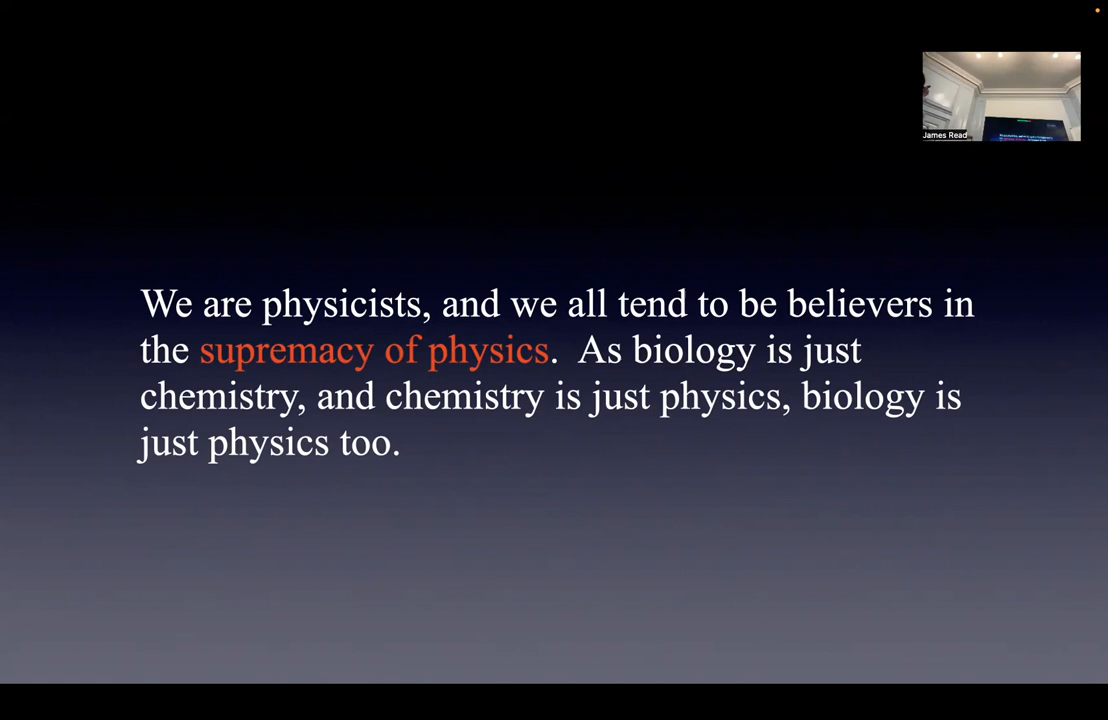 James Read
We are physicists, and we all tend to be believers in
the supremacy of physics.  As biology is just
chemistry, and chemistry is just physics, biology is
just physics too.